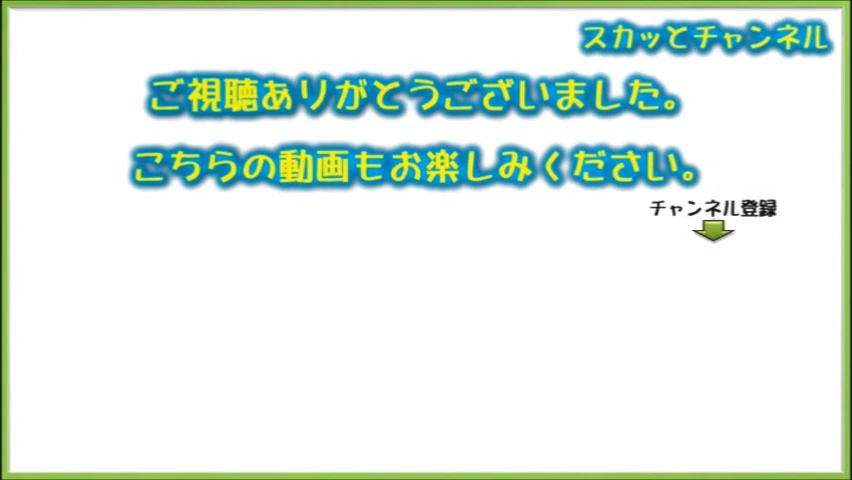 スカッとチャンネル
ご視聴ありがとうございました。
こちらの動画もお楽しみください。
チャンネル登録